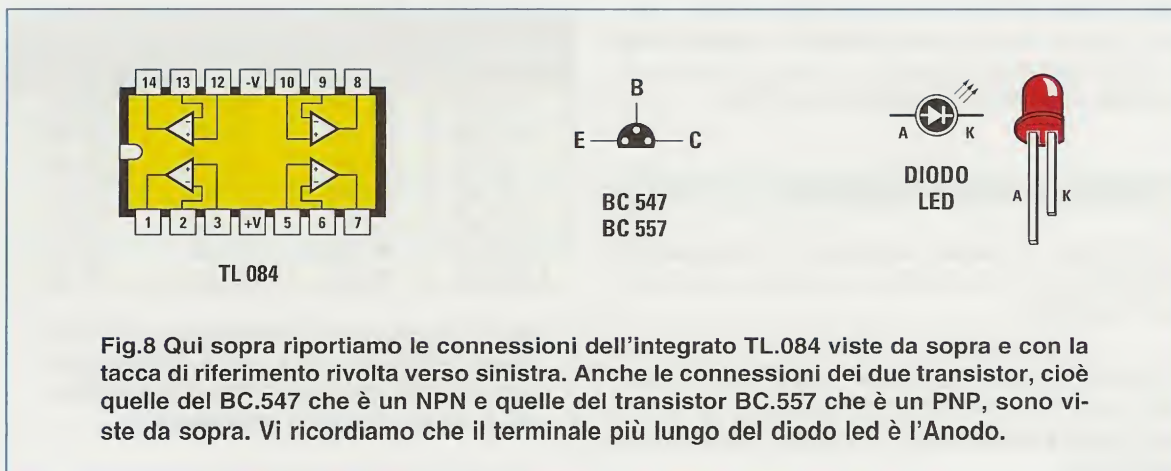 14 13 12 -V 10 9 8
1 2 3 +V 5 6 7
TL 084
B
E C
BC 547
BC 557
A K
DIODO
LED
A K
Fig.8 Qui sopra riportiamo le connessioni dell'integrato TL.084 viste da sopra e con la
tacca di riferimento rivolta verso sinistra. Anche le connessioni dei due transistor, cioè
quelle del BC.547 che è un NPN e quelle del transistor BC.557 che è un PNP, sono vi-
ste da sopra. Vi ricordiamo che il terminale più lungo del diodo led è l'Anodo.